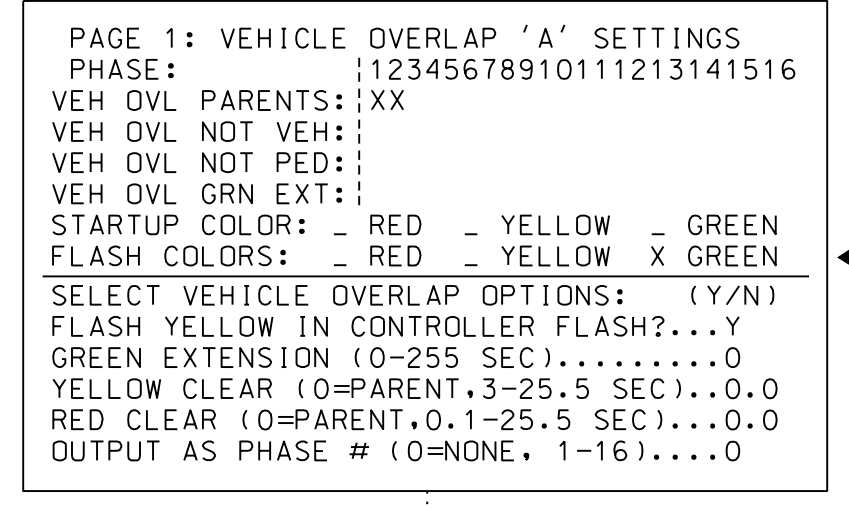 PAGE 1: VEHICLE OVERLAP 'A' SETTINGS
PHASE: ¦12345678910111213141516
VEH OVL PARENTS:¦XX
VEH OVL NOT VEH:¦
VEH OVL NOT PED:¦
VEH OVL GRN EXT:¦
STARTUP COLOR: _ RED _ YELLOW _ GREEN
FLASH COLORS: _ RED _ YELLOW X GREEN
SELECT VEHICLE OVERLAP OPTIONS: (Y/N)
FLASH YELLOW IN CONTROLLER FLASH?...Y
GREEN EXTENSION (0-255 SEC).........0
YELLOW CLEAR (0=PARENT,3-25.5 SEC)..0.0
RED CLEAR (0=PARENT,0.1-25.5 SEC)...0.0
OUTPUT AS PHASE # (0=NONE, 1-16)....0